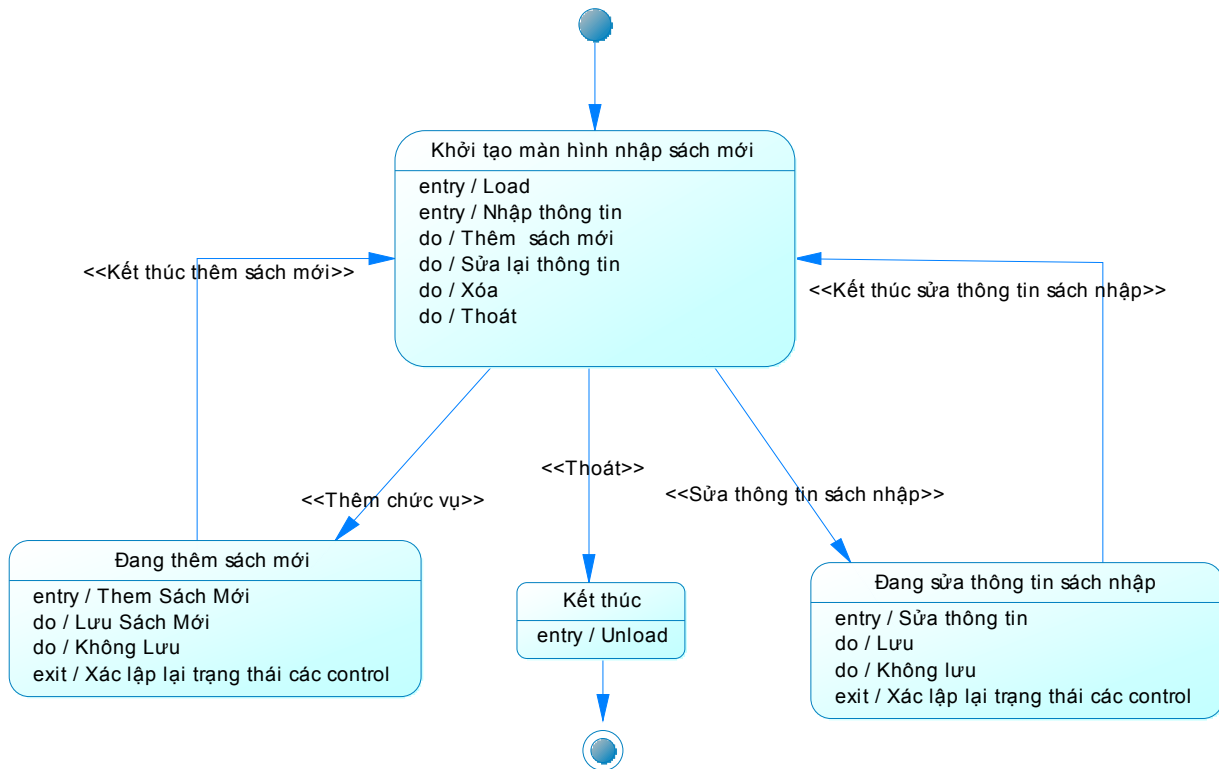 Khởi tạo màn hình nhập sách mới
entry / Load
entry / Nhập thông tin
do / Thêm sách mới
do / Sửa lại thông tin
do / Xóa
do / Thoát
<<Kết thúc thêm sách mới>>
<<Kết thúc sửa thông tin sách nhập>>
<<Thêm chức vụ>>
<<Thoát>>
<<Sửa thông tin sách nhập>>
Đang thêm sách mới
entry / Them Sách Mới
do / Lưu Sách Mới
do / Không Lưu
exit / Xác lập lại trạng thái các control
Kết thúc
entry / Unload
Đang sửa thông tin sách nhập
entry / Sửa thông tin
do / Lưu
do / Không lưu
exit / Xác lập lại trạng thái các control